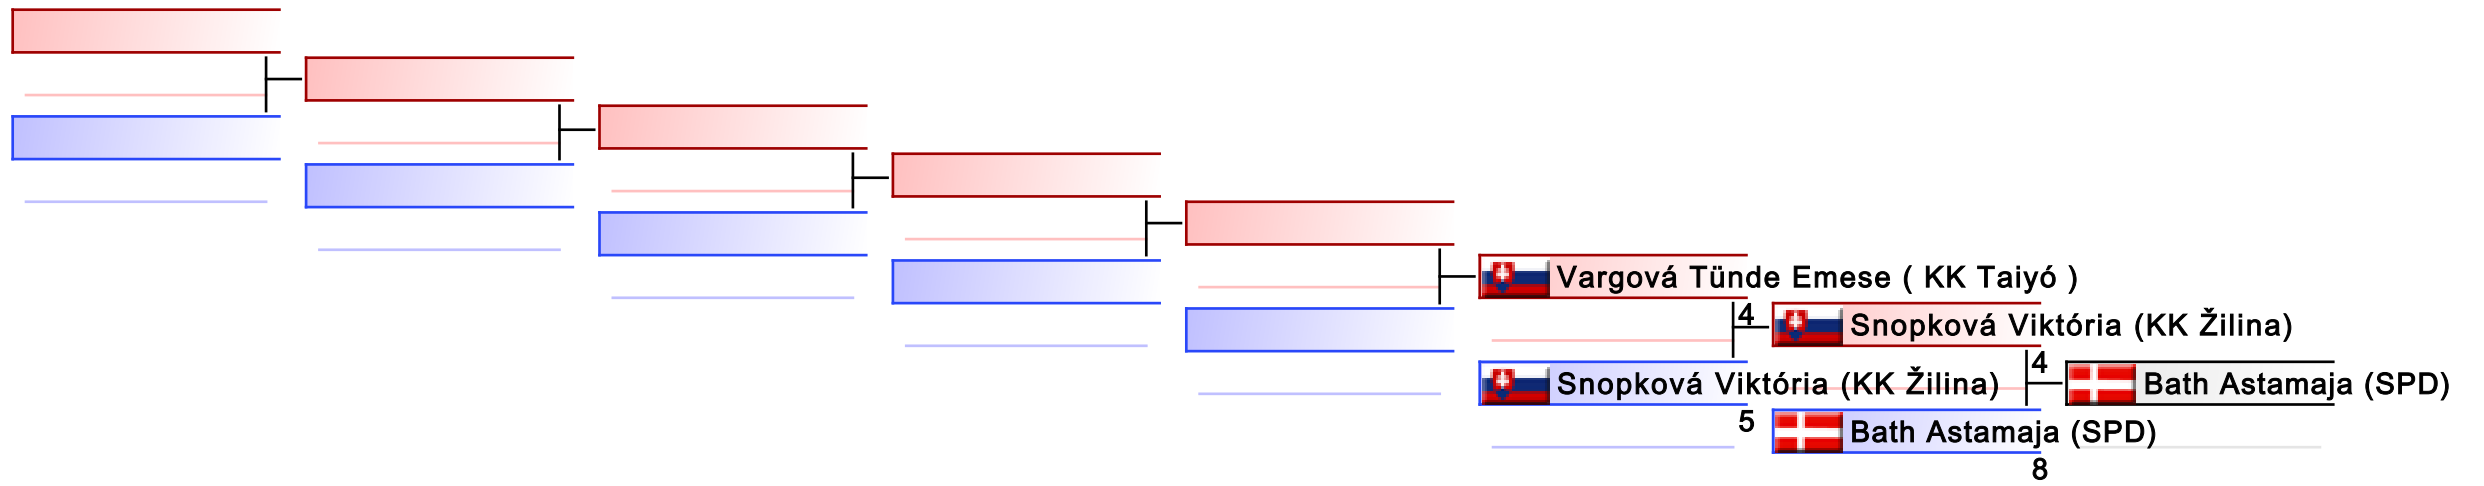 Vargová Tünde Emese ( KK Taiyó )
4
Snopková Viktória (KK Žilina)
5
Snopková Viktória (KK Žilina)
4
Bath Astamaja (SPD)
8
Bath Astamaja (SPD)